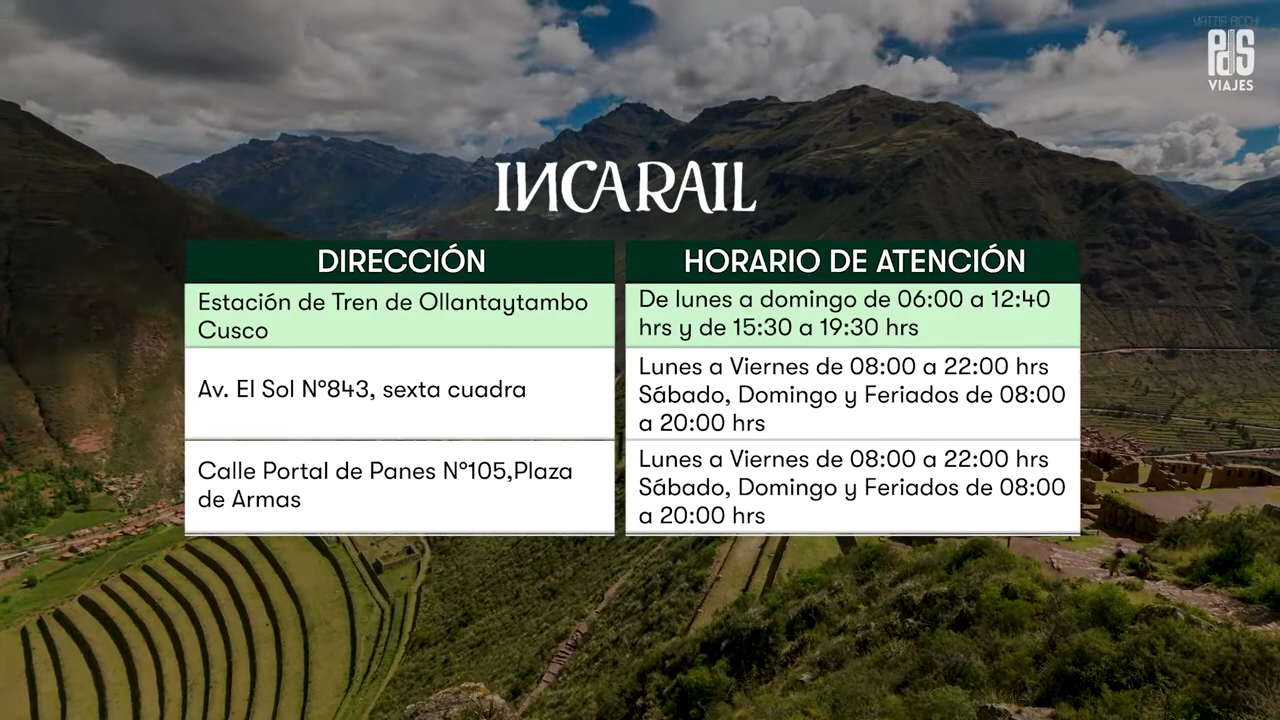 MATTIA BICCHI
PdS
VIAJES
INCARAIL
DIRECCIÓN
HORARIO DE ATENCIÓN
Estación de Tren de Ollantaytambo
Cusco
De lunes a domingo de 06:00 a 12:40
hrs y de 15:30 a 19:30 hrs
Av. El Sol N°843, sexta cuadra
Lunes a Viernes de 08:00 a 22:00 hrs
Sábado, Domingo y Feriados de 08:00
a 20:00 hrs
Calle Portal de Panes N°105,Plaza
de Armas
Lunes a Viernes de 08:00 a 22:00 hrs
Sábado, Domingo y Feriados de 08:00
a 20:00 hrs